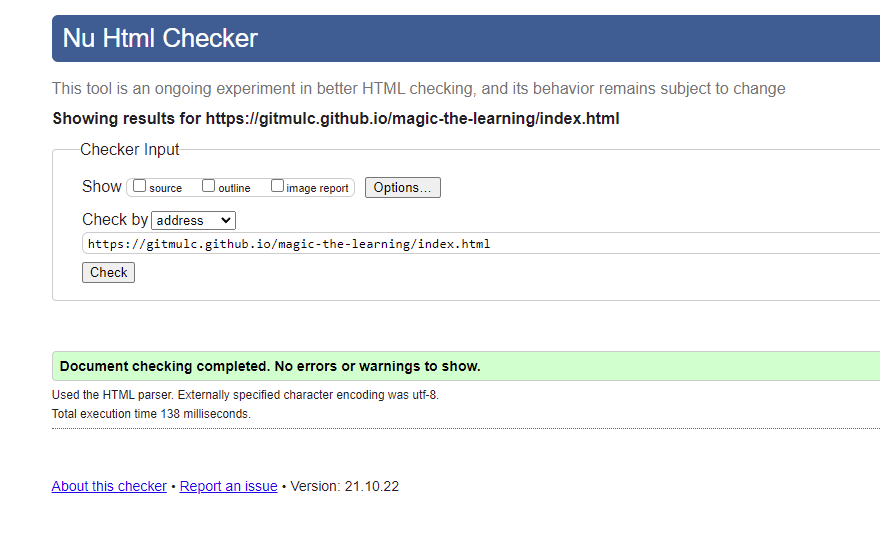 Nu Html Checker
This tool is an ongoing experiment in better HTML checking, and its behavior remains subject to change
Showing results for https://gitmulc.github.io/magic-the-learning/index.html
Checker Input
Show source outline image report Options...
Check by address
https://gitmulc.github.io/magic-the-learning/index.html
Check
Document checking completed. No errors or warnings to show.
Used the HTML parser. Externally specified character encoding was utf-8.
Total execution time 138 milliseconds.
About this checker • Report an issue • Version: 21.10.22